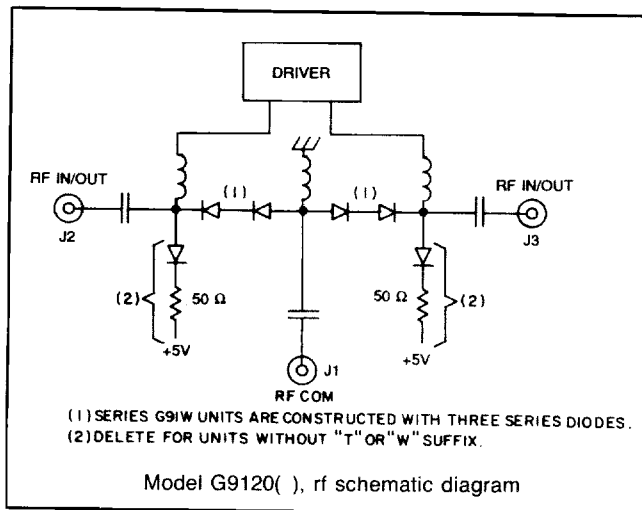 DRIVER
(1) (1)
RF IN/OUT RF IN/OUT
J2 J3
(2) 50 Ω 50 Ω (2)
+5V +5V
J1
RF COM
(1) SERIES G91W UNITS ARE CONSTRUCTED WITH THREE SERIES DIODES.
(2) DELETE FOR UNITS WITHOUT "T" OR "W" SUFFIX.
Model G9120( ), rf schematic diagram